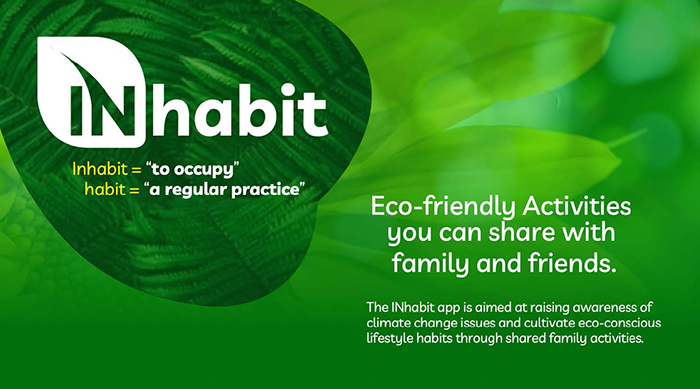 INhabit
Inhabit = “to occupy”
habit = “a regular practice”
Eco-friendly Activities
you can share with
family and friends.
The INhabit app is aimed at raising awareness of
climate change issues and cultivate eco-conscious
lifestyle habits through shared family activities.